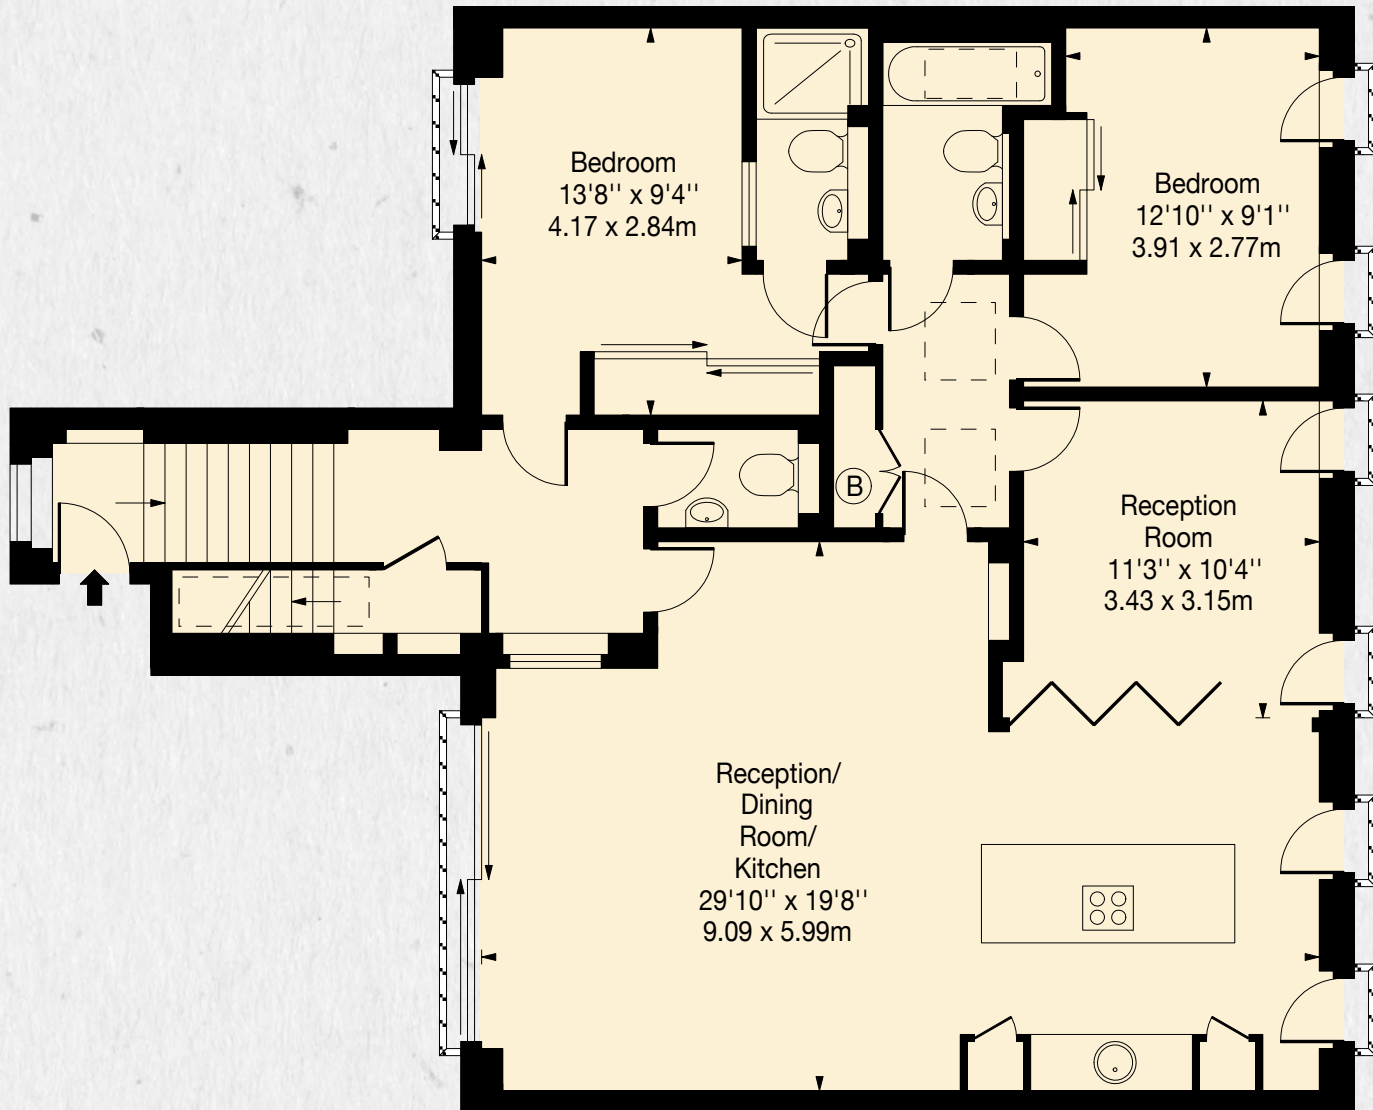 Bedroom
13'8'' x 9'4''
4.17 x 2.84m
Bedroom
12'10'' x 9'1''
3.91 x 2.77m
B
Reception
Room
11'3'' x 10'4''
3.43 x 3.15m
Reception/
Dining
Room/
Kitchen
29'10'' x 19'8''
9.09 x 5.99m